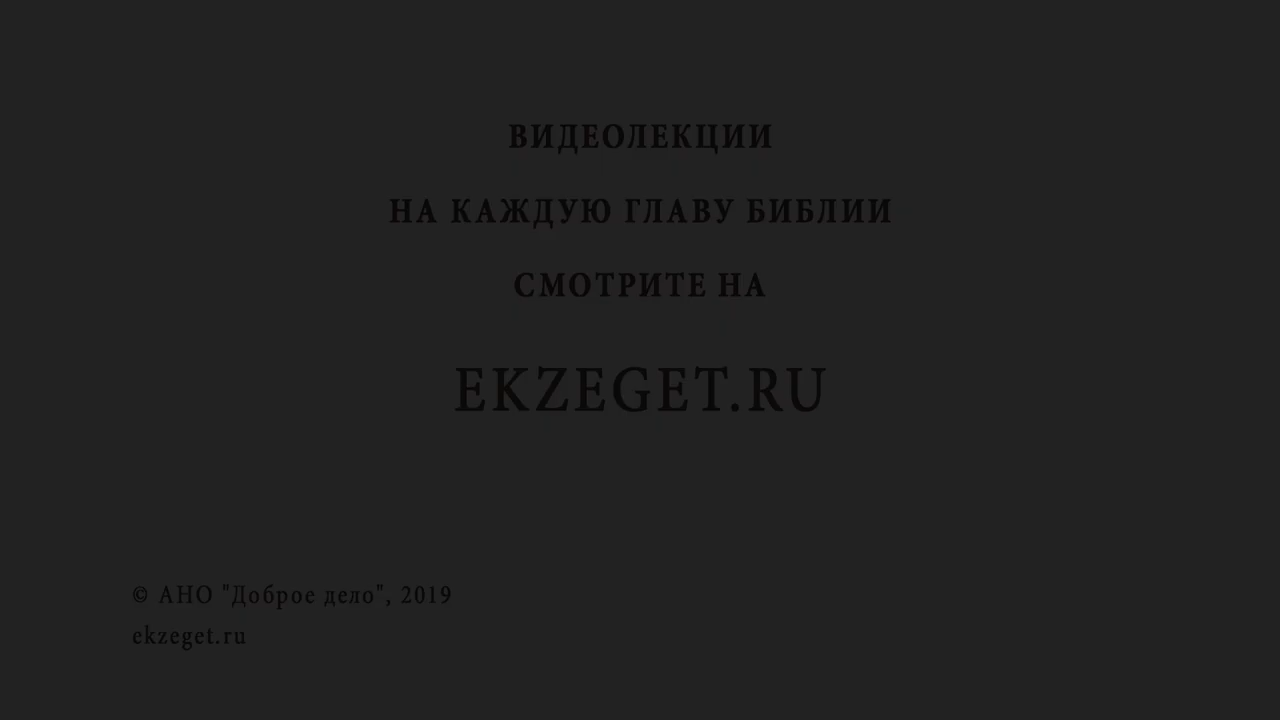 ВИДЕОЛЕКЦИИ
НА КАЖДУЮ ГЛАВУ БИБЛИИ
СМОТРИТЕ НА
EKZEGET.RU
© АНО "Доброе дело", 2019
ekzeget.ru